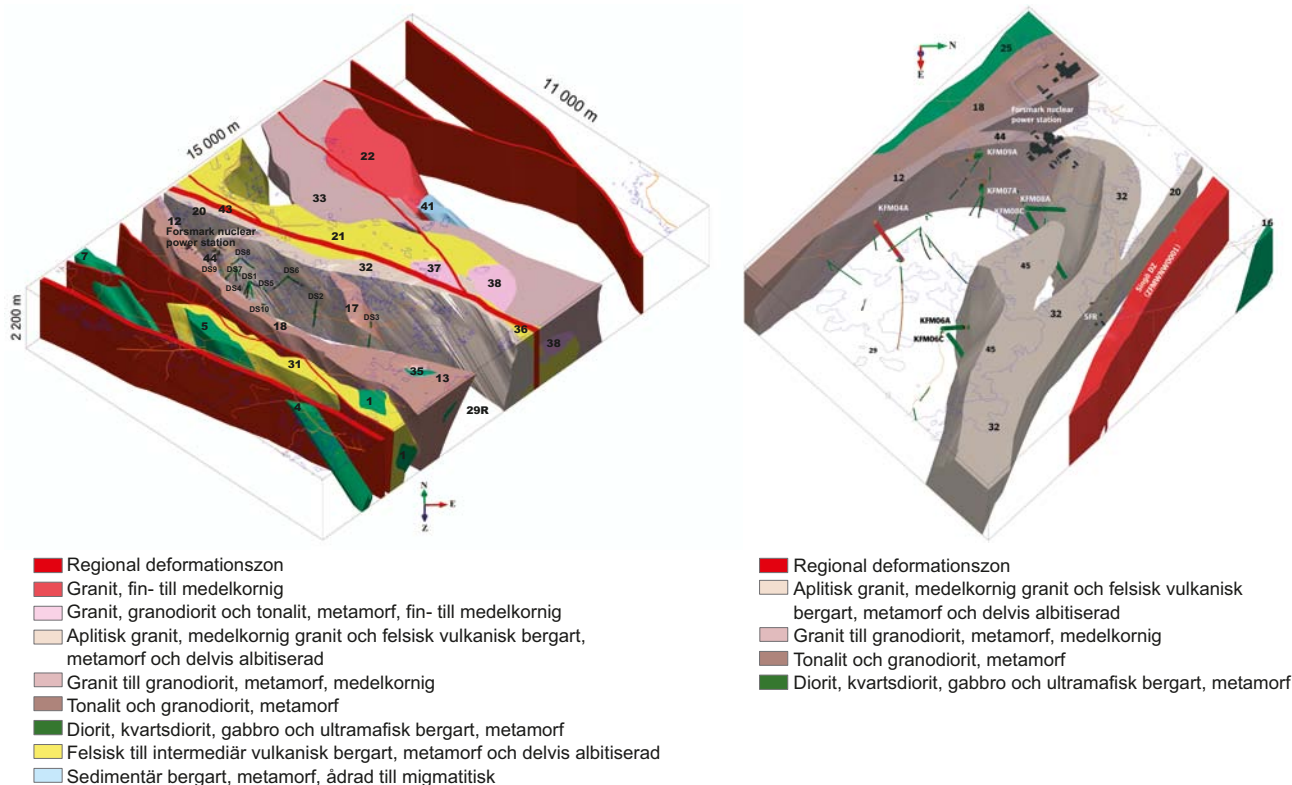 15 000 m
11 000 m
2 200 m
22
33
41
20
43
12
Forsmark nuclear
power station
21
44
DS8
DS9
DS7
DS1
DS6
DS4
DS5
DS10
DS2
32
37
17
DS3
38
7
18
5
36
38
31
35
13
4
1
29R
1
N
E
Z
Regional deformationszon
Granit, fin- till medelkornig
Granit, granodiorit och tonalit, metamorf, fin- till medelkornig
Aplitisk granit, medelkornig granit och felsisk vulkanisk bergart,
metamorf och delvis albitiserad
Granit till granodiorit, metamorf, medelkornig
Tonalit och granodiorit, metamorf
Diorit, kvartsdiorit, gabbro och ultramafisk bergart, metamorf
Felsisk till intermediär vulkanisk bergart, metamorf och delvis albitiserad
Sedimentär bergart, metamorf, ådrad till migmatitisk
N
E
25
18
Forsmark nuclear
power station
44
KFM09A
12
KFM07A
32
20
KFM04A
KFM08A
KFM08C
16
45
Singö DZ
(ZFMWNW0001)
32
SFR
KFM06A
KFM06C
29
45
32
Regional deformationszon
Aplitisk granit, medelkornig granit och felsisk vulkanisk
bergart, metamorf och delvis albitiserad
Granit till granodiorit, metamorf, medelkornig
Tonalit och granodiorit, metamorf
Diorit, kvartsdiorit, gabbro och ultramafisk bergart, metamorf